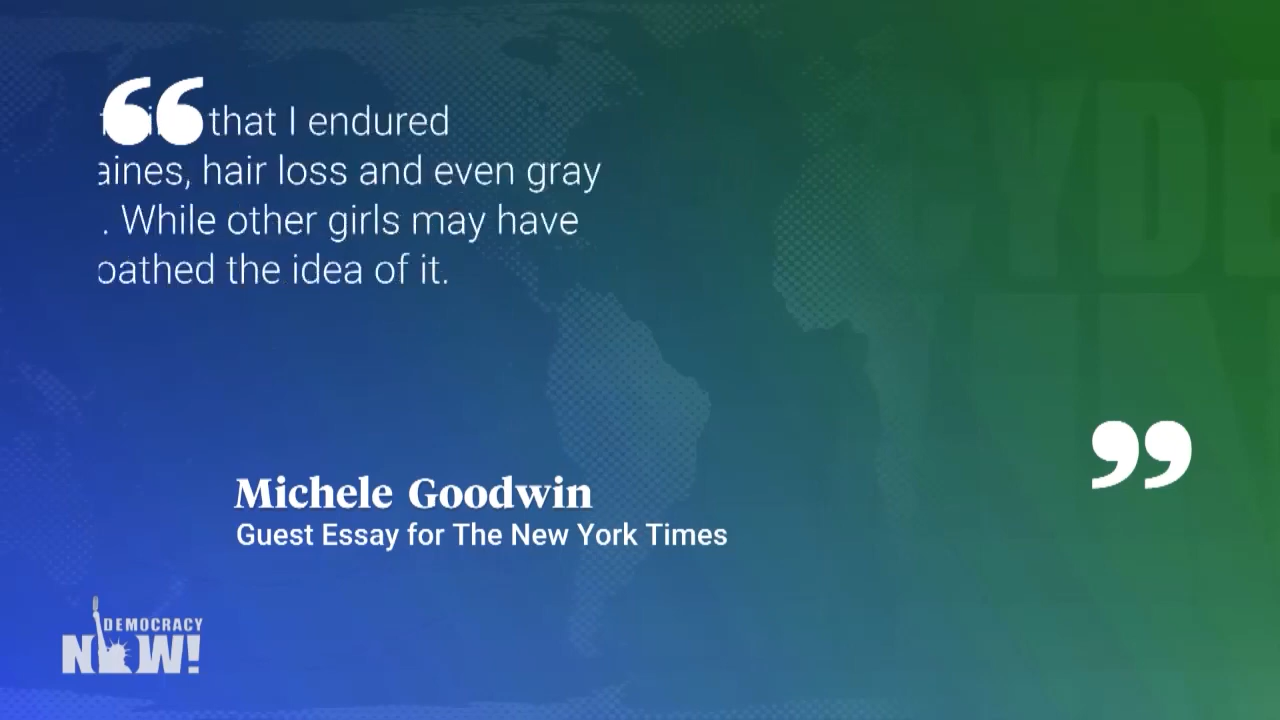 that I endured
aines, hair loss and even gray
. While other girls may have
oathed the idea of it.
Michele Goodwin
Guest Essay for The New York Times
DEMOCRACY
NOW!